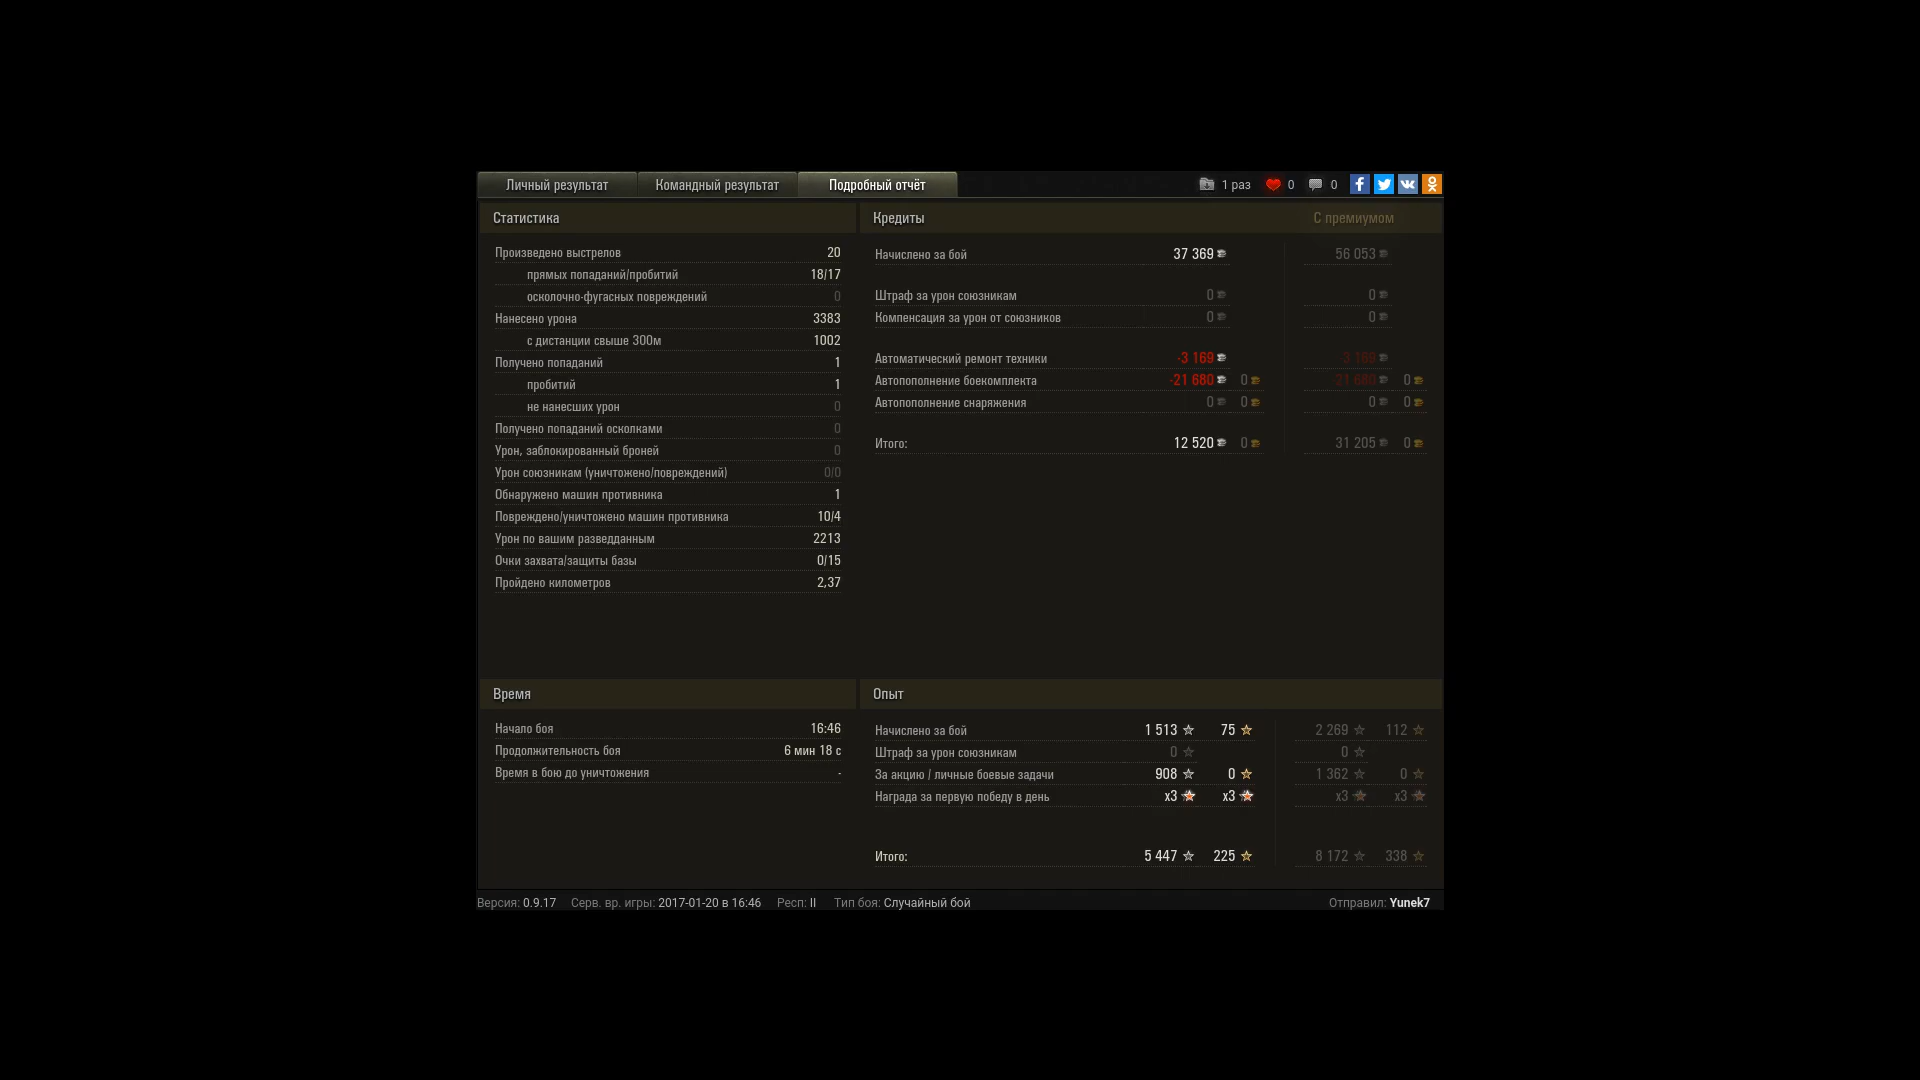 Личный результат Командный результат Подробный отчёт 1 раз 0 0
Статистика
Произведено выстрелов 20
прямых попаданий/пробитий 18/17
осколочно-фугасных повреждений 0
Нанесено урона 3383
с дистанции свыше 300м 1002
Получено попаданий 1
пробитий 1
не нанесших урон 0
Получено попаданий осколками 0
Урон, заблокированный броней 0
Урон союзникам (уничтожено/повреждений) 0/0
Обнаружено машин противника 1
Повреждено/уничтожено машин противника 10/4
Урон по вашим разведданным 2213
Очки захвата/защиты базы 0/15
Пройдено километров 2,37
Кредиты С премиумом
Начислено за бой 37 369 56 053
Штраф за урон союзникам 0 0
Компенсация за урон от союзников 0 0
Автоматический ремонт техники -3 169 -3 169
Автопополнение боекомплекта -21 680 0 -21 680 0
Автопополнение снаряжения 0 0 0 0
Итого: 12 520 0 31 205 0
Время
Начало боя 16:46
Продолжительность боя 6 мин 18 с
Время в бою до уничтожения -
Опыт
Начислено за бой 1 513 75 2 269 112
Штраф за урон союзникам 0 0
За акцию / личные боевые задачи 908 0 1 362 0
Награда за первую победу в день x3 x3 x3 x3
Итого: 5 447 225 8 172 338
Версия: 0.9.17 Серв. вр. игры: 2017-01-20 в 16:46 Респ: II Тип боя: Случайный бой Отправил: Yunek7